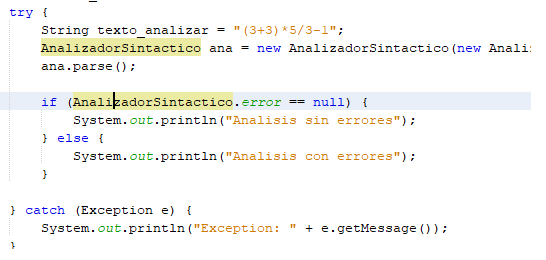 try {
String texto_analizar = "(3+3)*5/3-1";
AnalizadorSintactico ana = new AnalizadorSintactico(new Anali
ana.parse();
if (AnalizadorSintactico.error == null) {
System.out.println("Analisis sin errores");
} else {
System.out.println("Analisis con errores");
}
} catch (Exception e) {
System.out.println("Exception: " + e.getMessage());
}